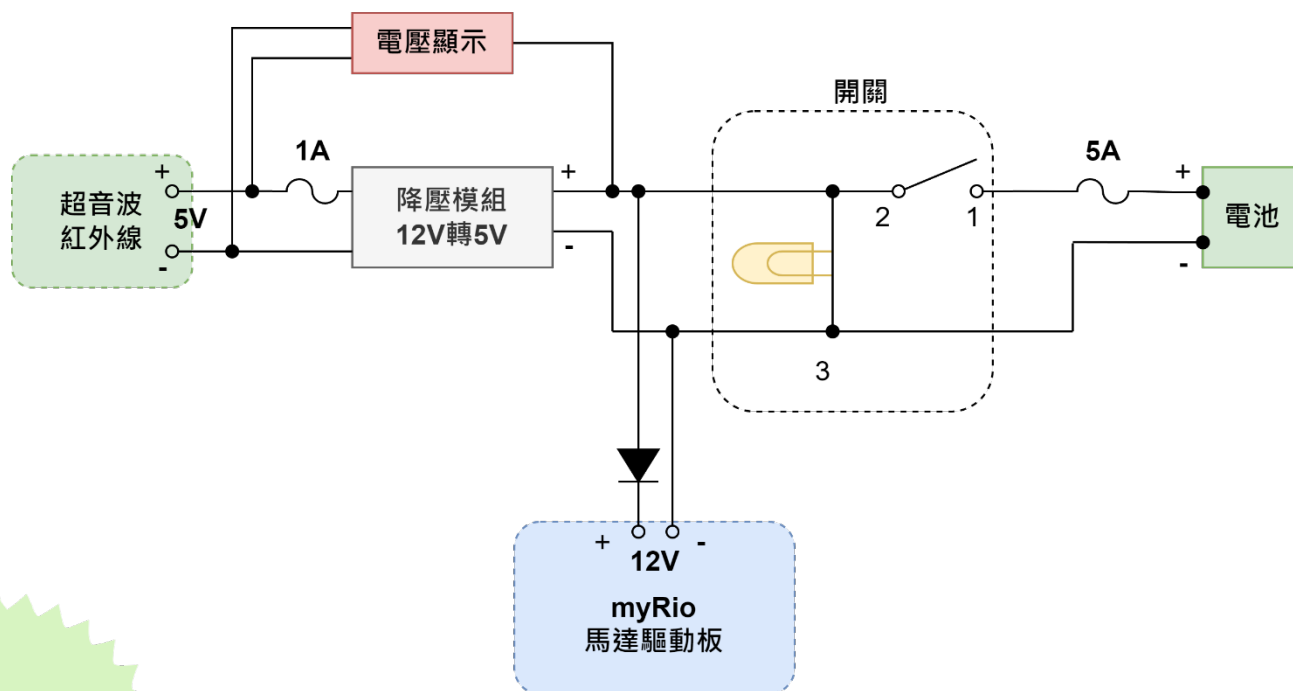 電壓顯示
開關
1A
5A
+
超音波
紅外線
5V
-
降壓模組
12V轉5V
+
-
2
1
+
電池
-
3
+
12V
-
myRio
馬達驅動板